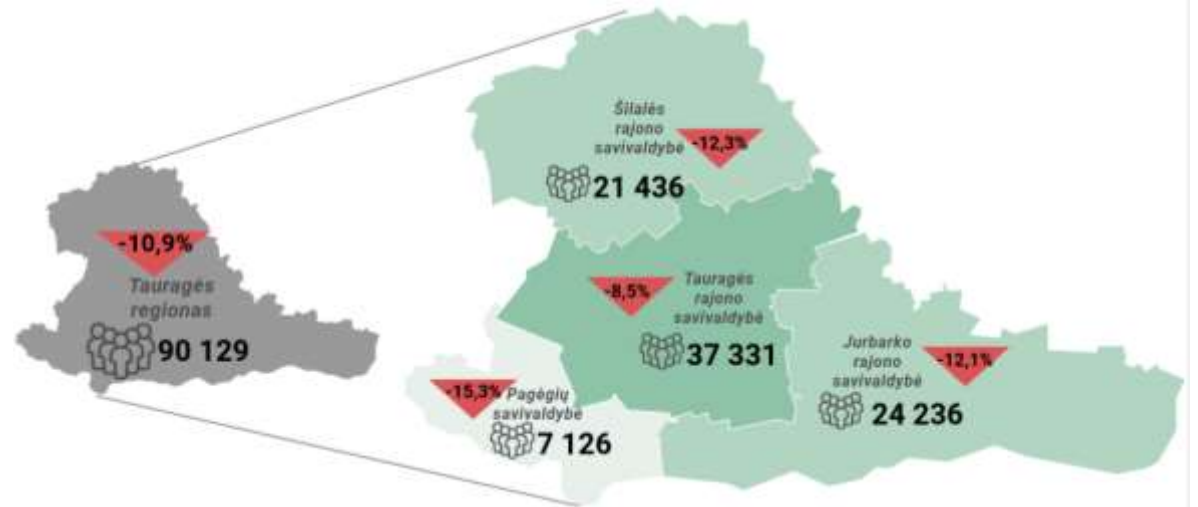 -10,9%
Tauragės
regionas
90 129
Šilalės
rajono
savivaldybė
-12,3%
21 436
-8,5%
Tauragės
rajono
savivaldybė
37 331
Jurbarko
rajono
savivaldybė
-12,1%
24 236
-15,3%
Pagėgių
savivaldybė
7 126